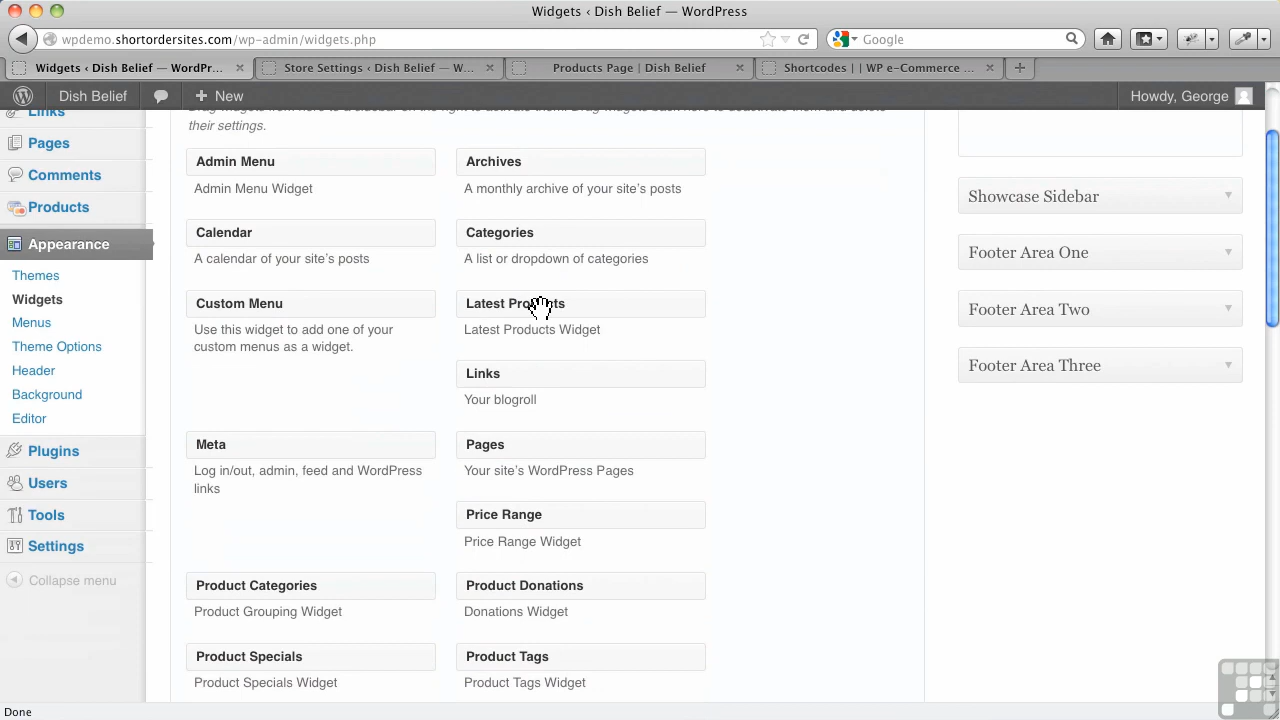 Widgets ‹ Dish Belief — WordPress
wpdemo.shortordersites.com/wp-admin/widgets.php
Google
Widgets ‹ Dish Belief — WordPr...
Store Settings ‹ Dish Belief — W...
Products Page | Dish Belief
Shortcodes | | WP e-Commerce ...
Dish Belief
New
Howdy, George
Links
Pages
Comments
Products
Appearance
Themes
Widgets
Menus
Theme Options
Header
Background
Editor
Plugins
Users
Tools
Settings
Collapse menu
their settings.
Admin Menu
Admin Menu Widget
Archives
A monthly archive of your site's posts
Calendar
A calendar of your site's posts
Categories
A list or dropdown of categories
Custom Menu
Use this widget to add one of your
custom menus as a widget.
Latest Products
Latest Products Widget
Links
Your blogroll
Meta
Log in/out, admin, feed and WordPress
links
Pages
Your site's WordPress Pages
Price Range
Price Range Widget
Product Categories
Product Grouping Widget
Product Donations
Donations Widget
Product Specials
Product Specials Widget
Product Tags
Product Tags Widget
Showcase Sidebar
Footer Area One
Footer Area Two
Footer Area Three
Done